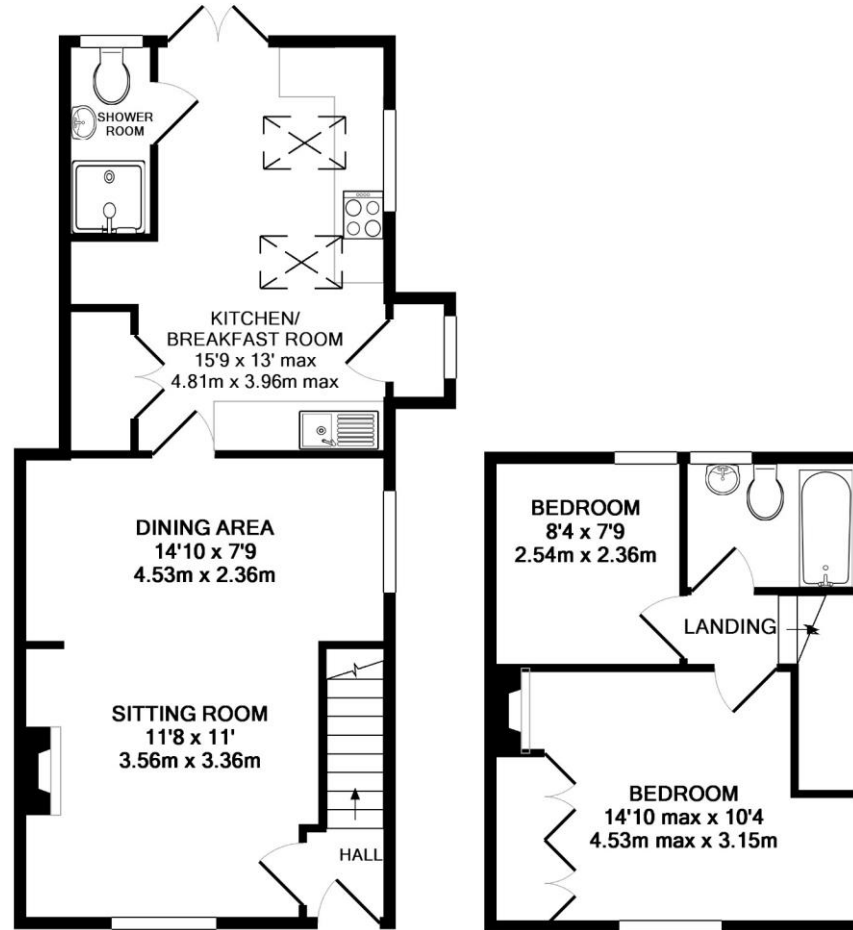 SHOWER
ROOM
KITCHEN/
BREAKFAST ROOM
15'9 x 13' max
4.81m x 3.96m max
DINING AREA
14'10 x 7'9
4.53m x 2.36m
SITTING ROOM
11'8 x 11'
3.56m x 3.36m
HALL
BEDROOM
8'4 x 7'9
2.54m x 2.36m
LANDING
BEDROOM
14'10 max x 10'4
4.53m max x 3.15m